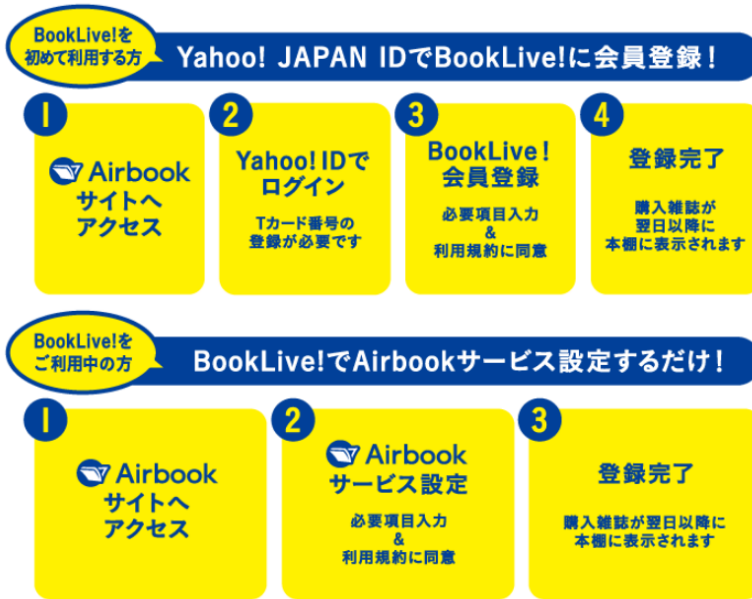 BookLive!を
初めて利用する方
Yahoo! JAPAN IDでBookLive!に会員登録!
1
Airbook
サイトへ
アクセス
2
Yahoo! IDで
ログイン
Tカード番号の
登録が必要です
3
BookLive!
会員登録
必要項目入力
&
利用規約に同意
4
登録完了
購入雑誌が
翌日以降に
本棚に表示されます
BookLive!を
ご利用中の方
BookLive!でAirbookサービス設定するだけ!
1
Airbook
サイトへ
アクセス
2
Airbook
サービス設定
必要項目入力
&
利用規約に同意
3
登録完了
購入雑誌が翌日以降に
本棚に表示されます